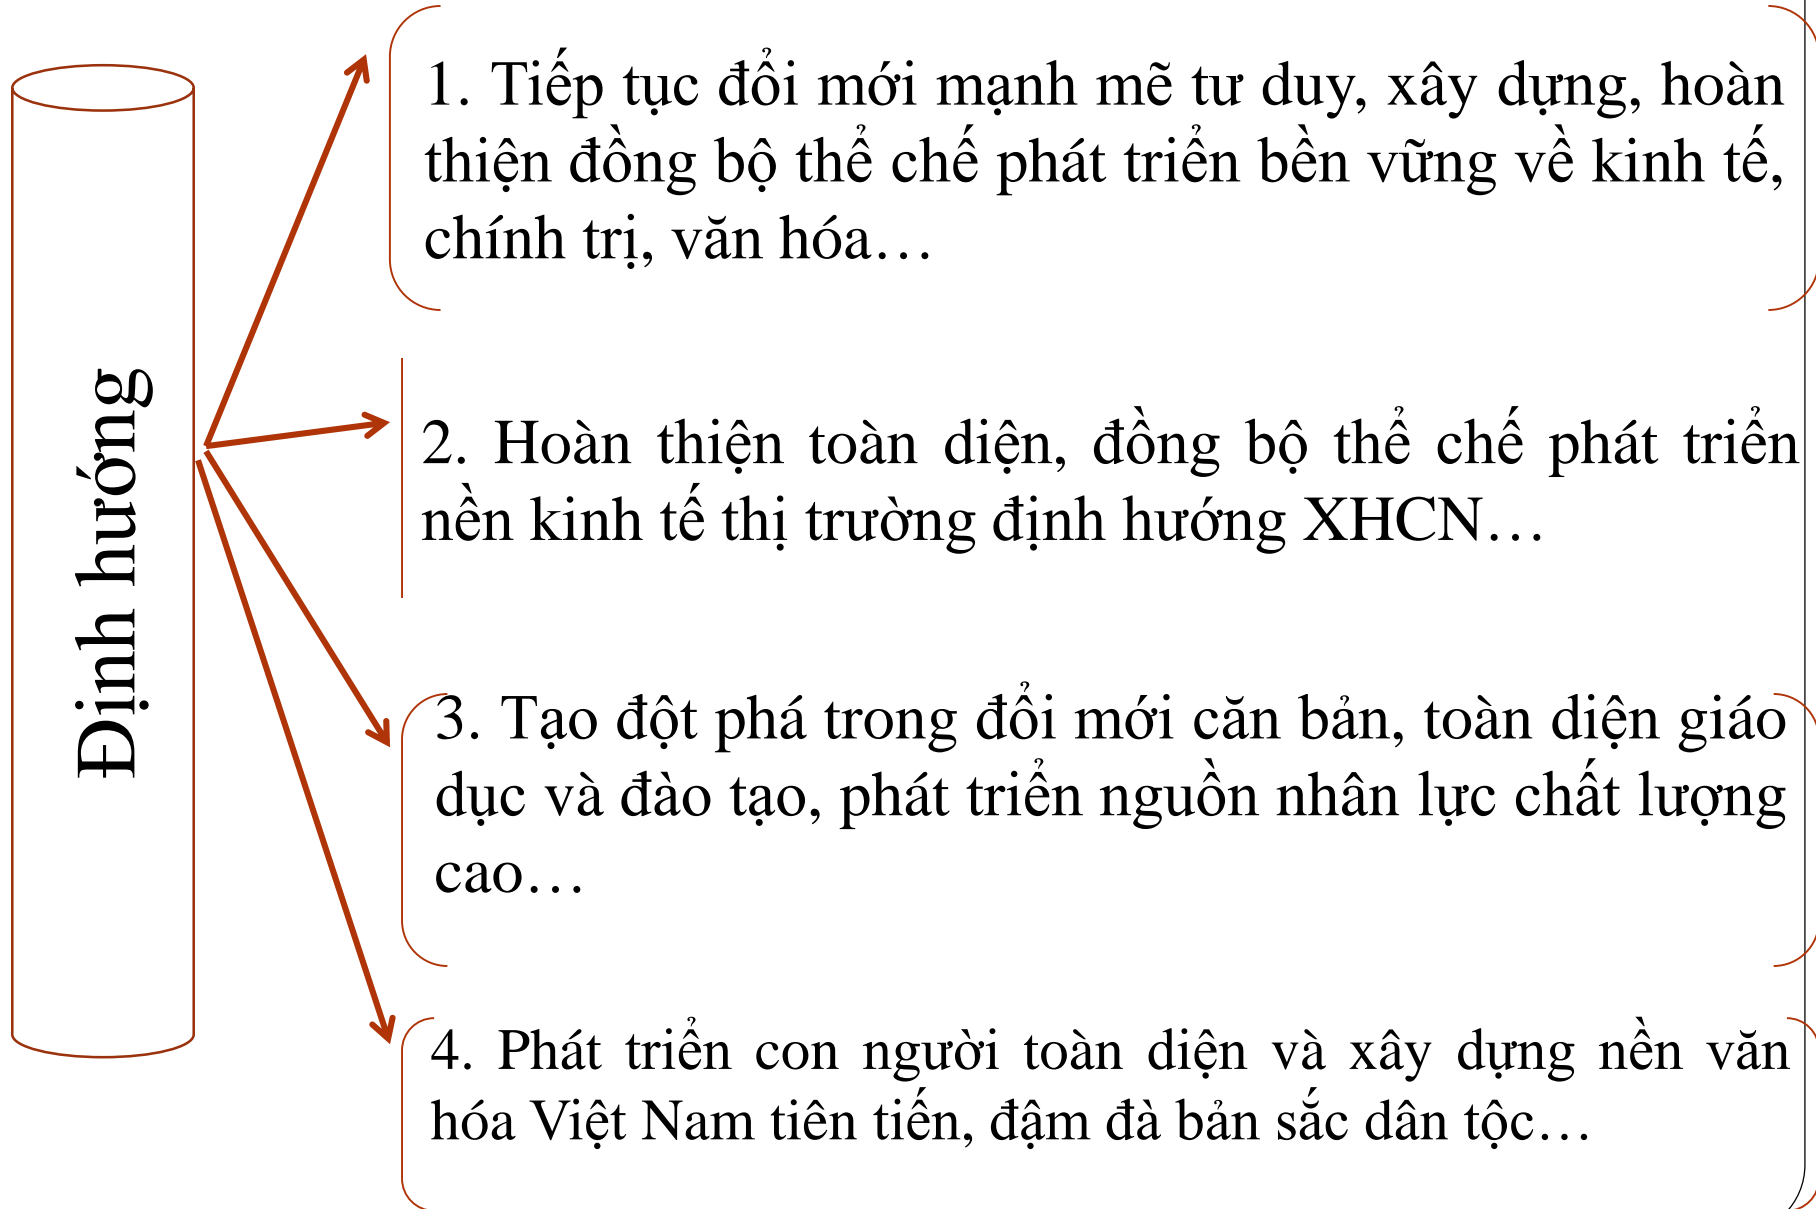 Định hướng
1. Tiếp tục đổi mới mạnh mẽ tư duy, xây dựng, hoàn
thiện đồng bộ thể chế phát triển bền vững về kinh tế,
chính trị, văn hóa…
2. Hoàn thiện toàn diện, đồng bộ thể chế phát triển
nền kinh tế thị trường định hướng XHCN…
3. Tạo đột phá trong đổi mới căn bản, toàn diện giáo
dục và đào tạo, phát triển nguồn nhân lực chất lượng
cao…
4. Phát triển con người toàn diện và xây dựng nền văn
hóa Việt Nam tiên tiến, đậm đà bản sắc dân tộc…